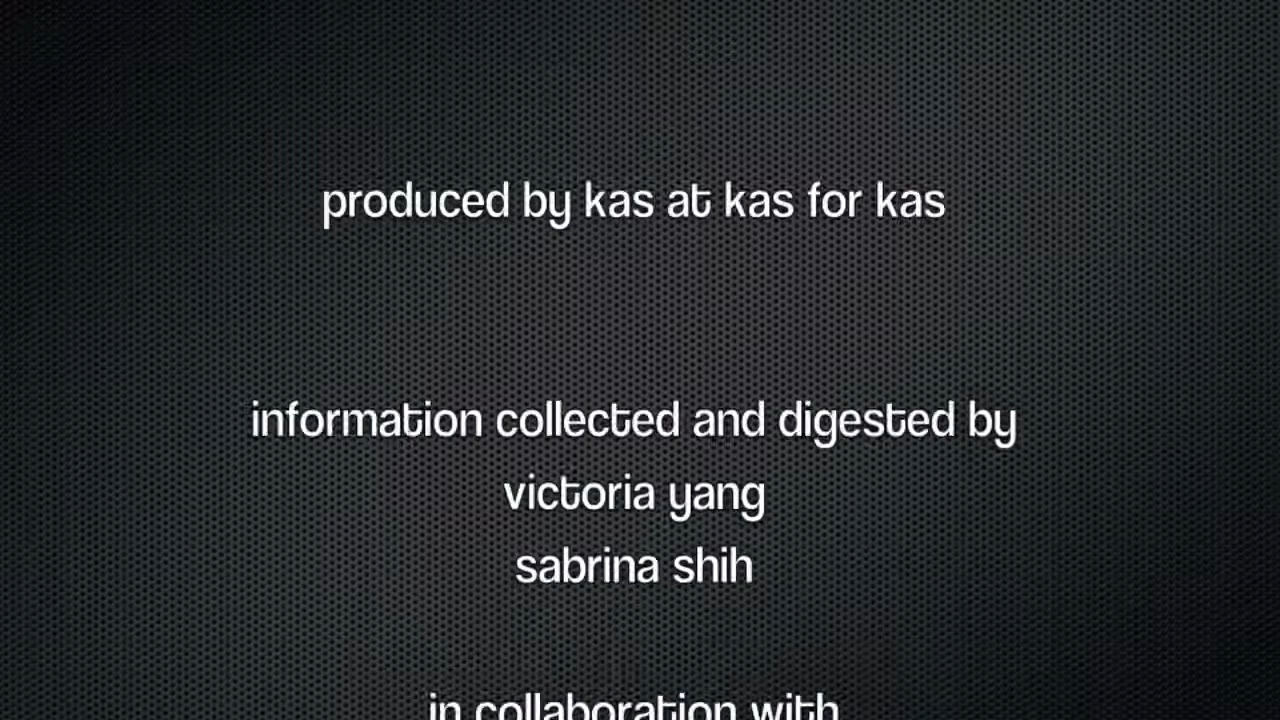 produced by kas at kas for kas
information collected and digested by
victoria yang
sabrina shih
in collaboration with